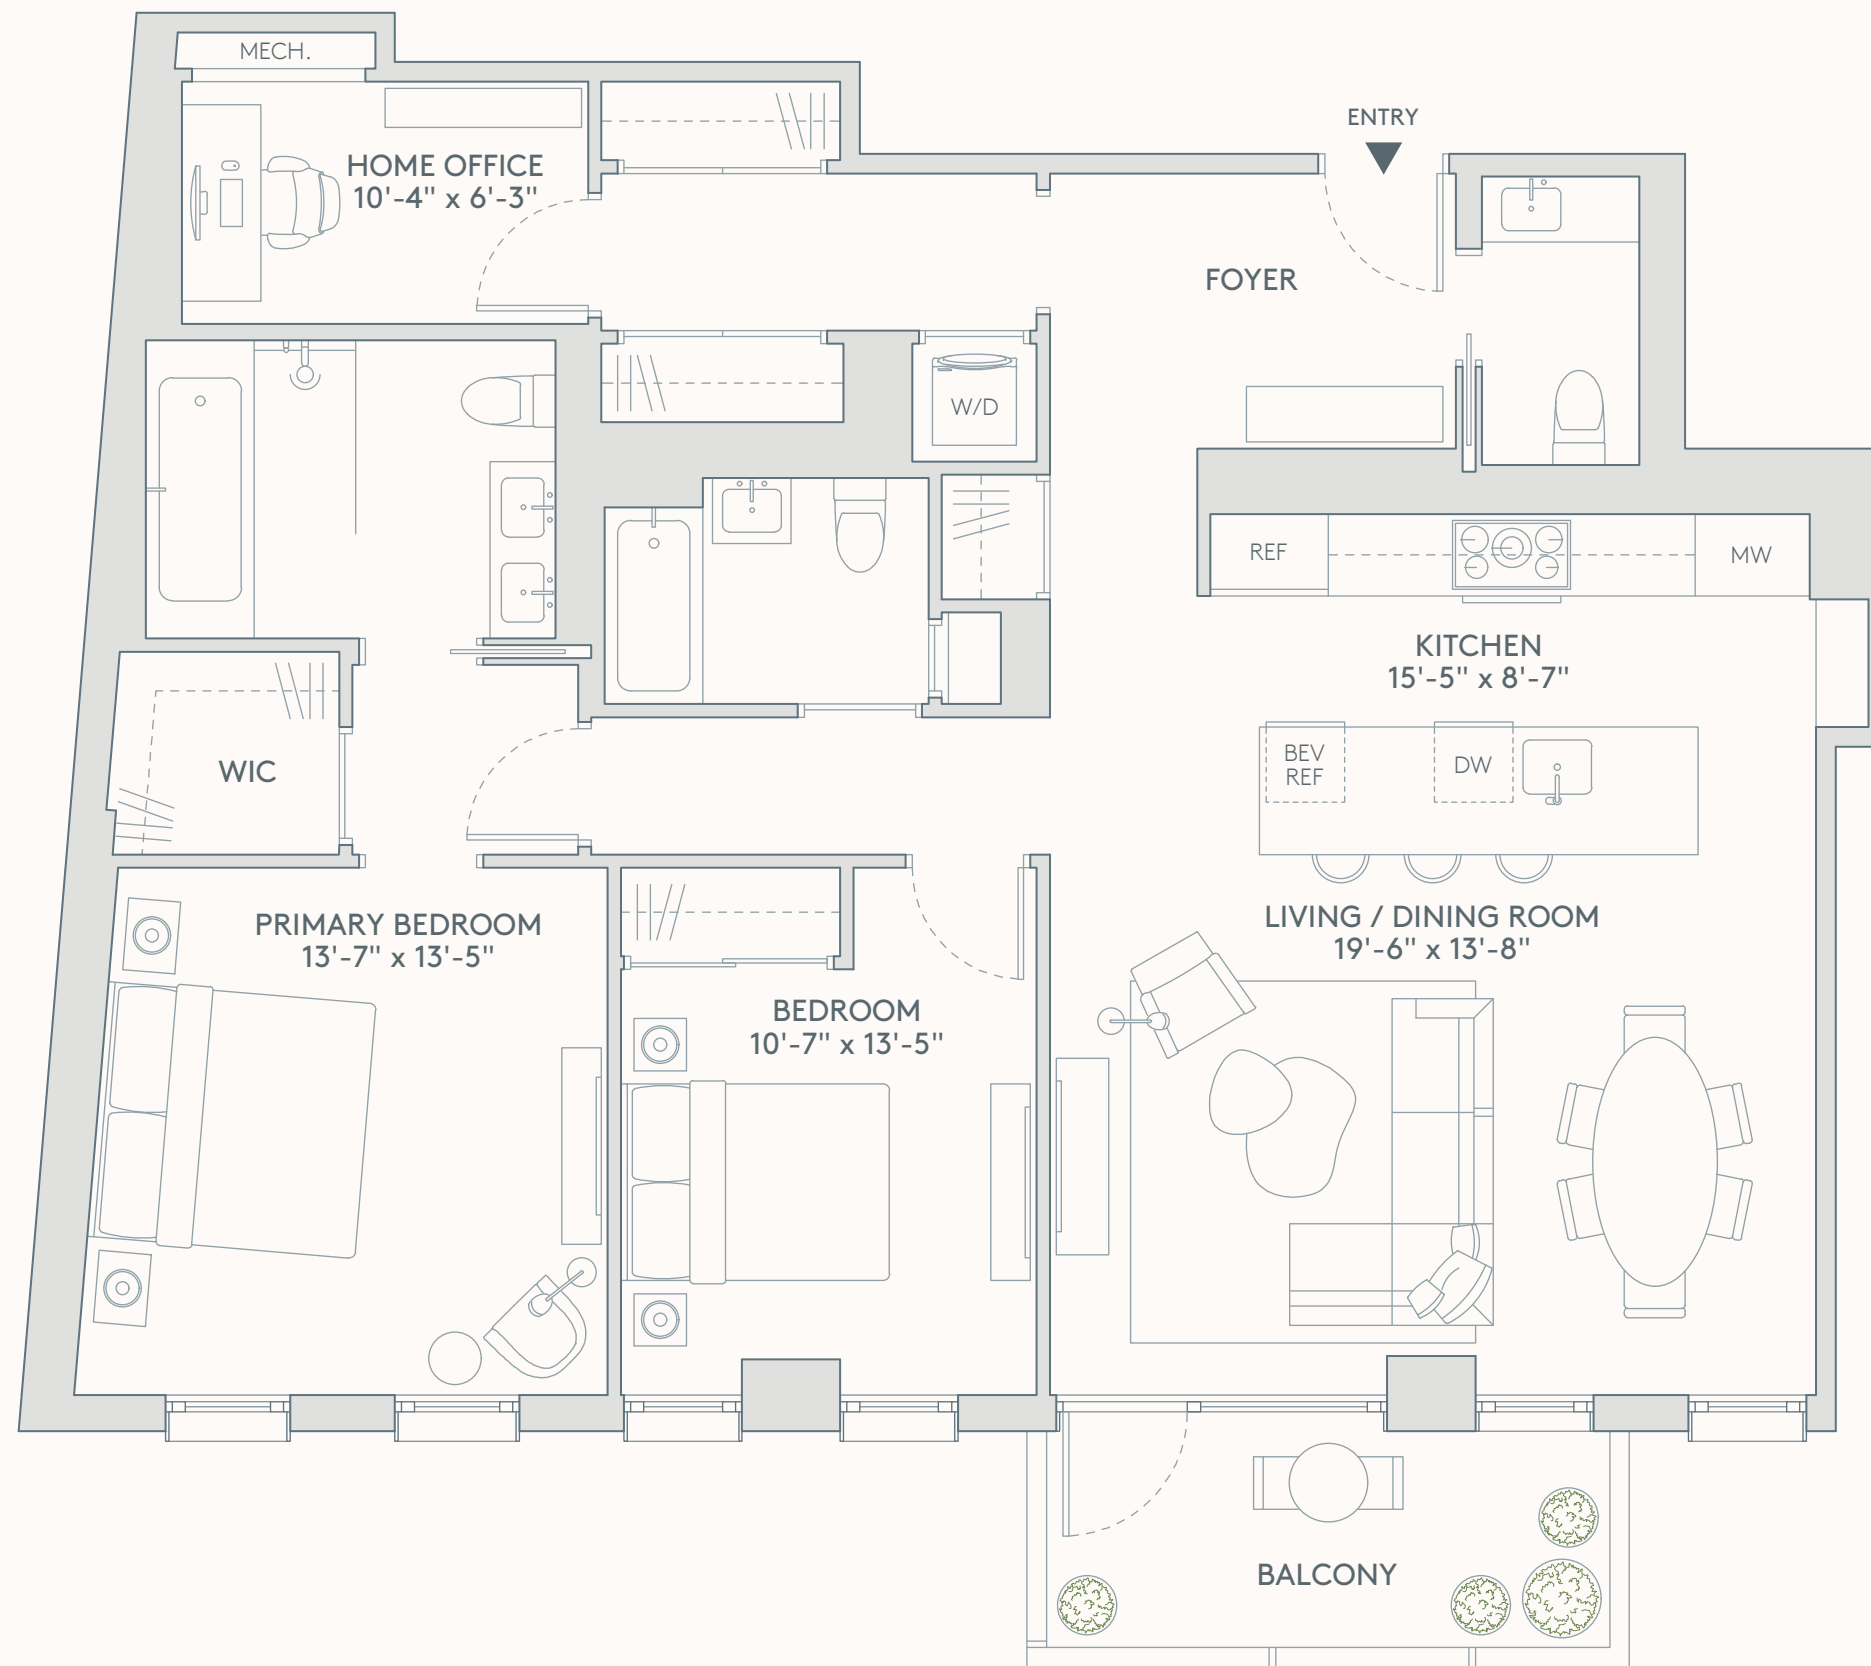 MECH.
ENTRY
HOME OFFICE
10'-4" x 6'-3"
FOYER
W/D
REF
MW
KITCHEN
15'-5" x 8'-7"
WIC
BEV
REF
DW
PRIMARY BEDROOM
13'-7" x 13'-5"
LIVING / DINING ROOM
19'-6" x 13'-8"
BEDROOM
10'-7" x 13'-5"
BALCONY